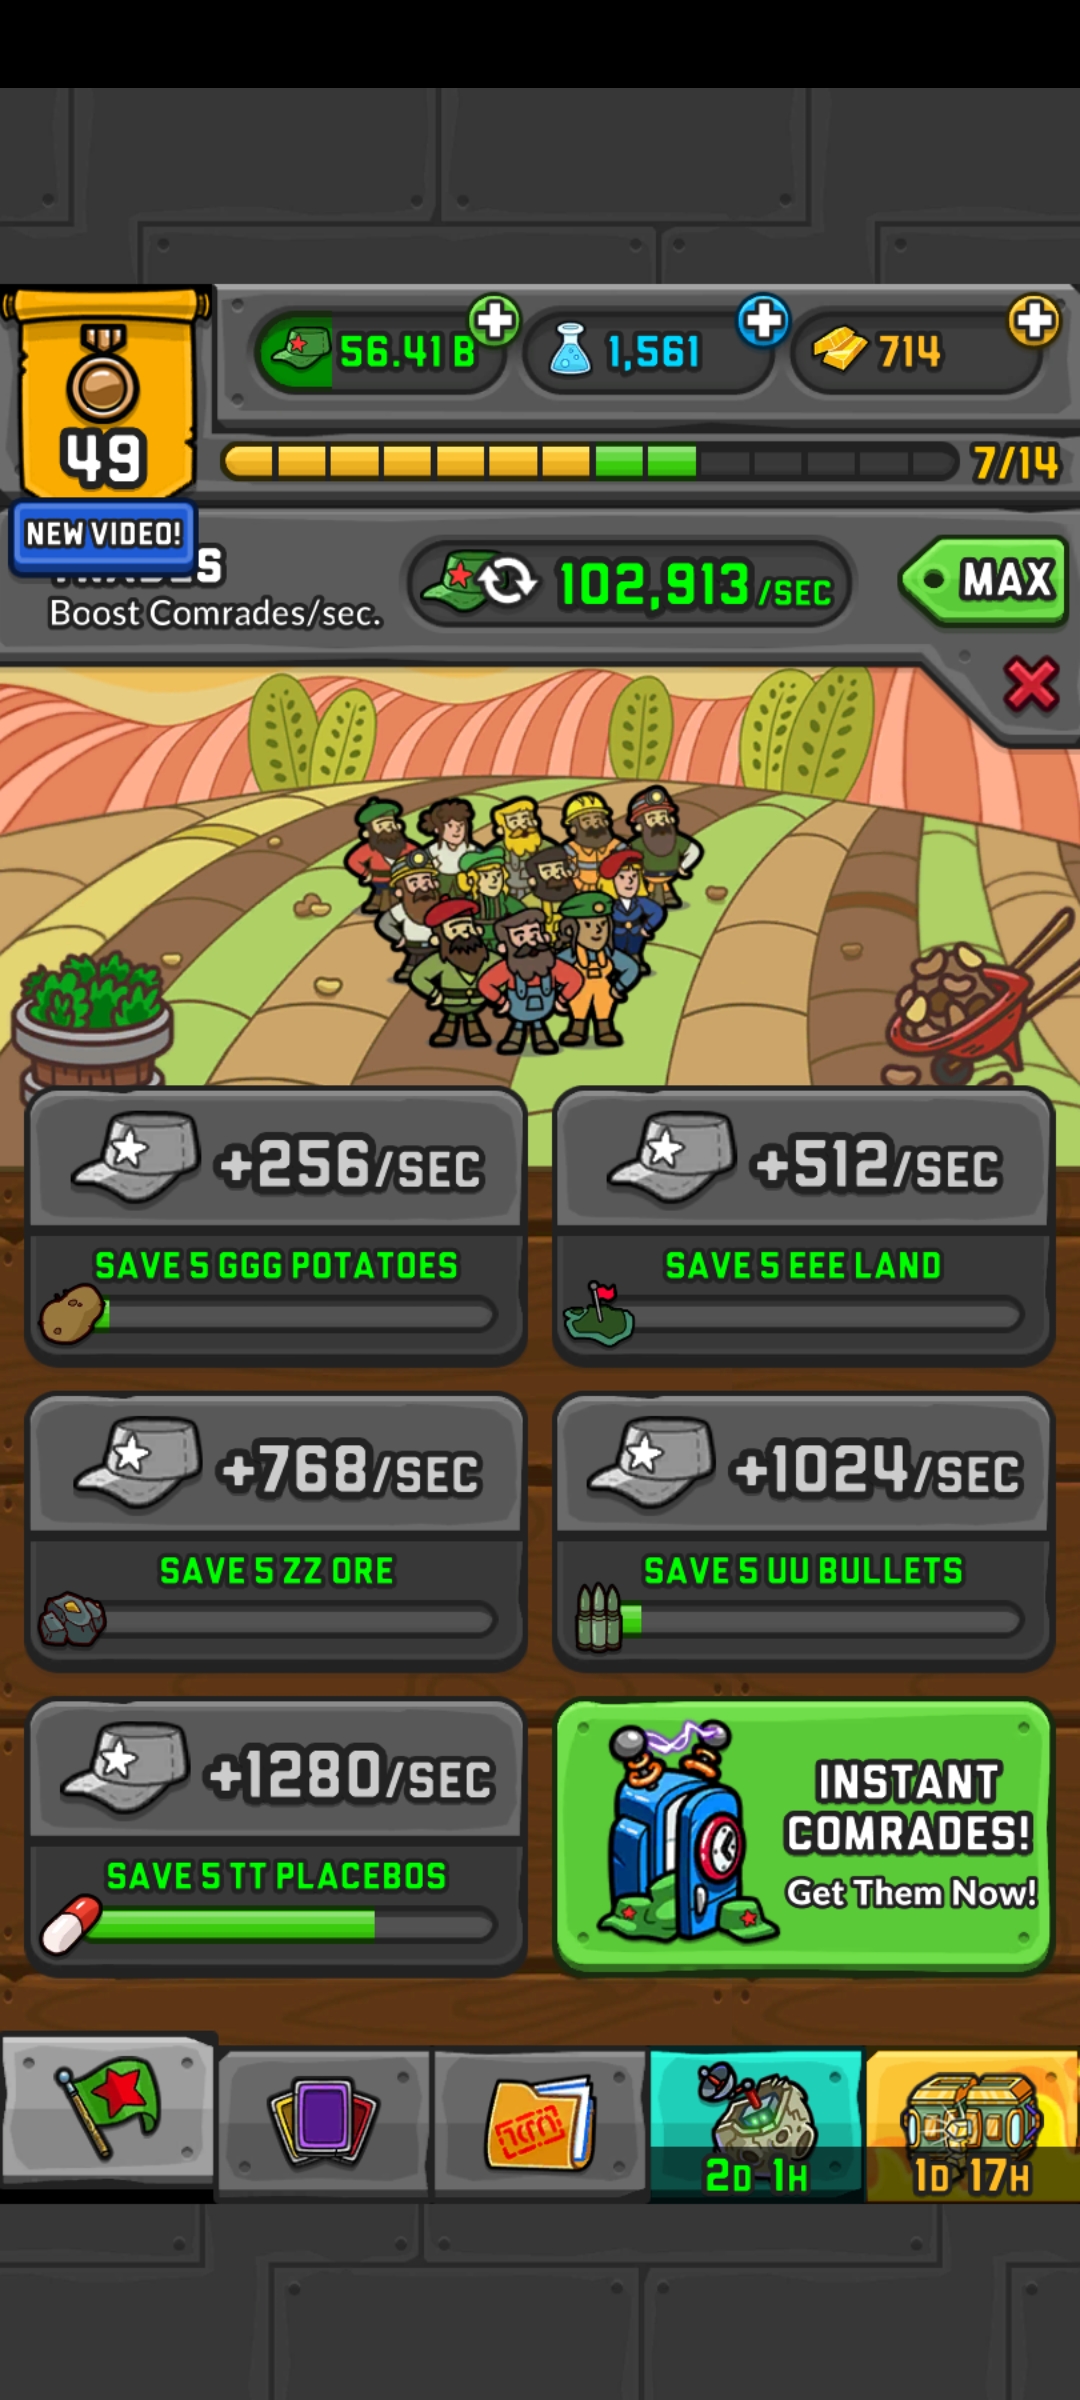 56.41 B
1,561
714
49
7/14
NEW VIDEO!
Boost Comrades/sec.
102,913/SEC
MAX
+256/SEC
+512/SEC
SAVE 5 GGG POTATOES
SAVE 5 EEE LAND
+768/SEC
+1024/SEC
SAVE 5 ZZ ORE
SAVE 5 UU BULLETS
+1280/SEC
SAVE 5 TT PLACEBOS
INSTANT
COMRADES!
Get Them Now!
2D 1H
1D 17H